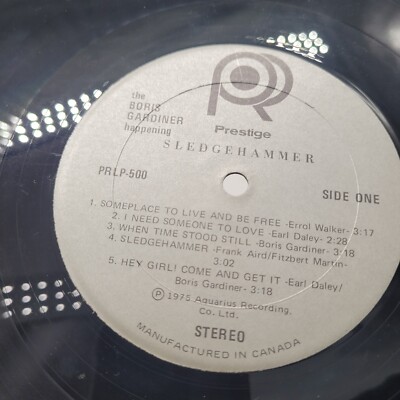 the
BORIS
GARDINER
happening
Prestige
SLEDGEHAMMER
PRLP-500
SIDE ONE
1. SOMEPLACE TO LIVE AND BE FREE -Errol Walker- 3:17
2. I NEED SOMEONE TO LOVE -Earl Daley- 2:28
3. WHEN TIME STOOD STILL -Boris Gardiner- 3:48
4. SLEDGEHAMMER -Frank Aird/Fitzbert Martin-
3:02
5. HEY GIRL! COME AND GET IT -Earl Daley/
Boris Gardiner- 3:18
Ⓟ 1975 Aquarius Recording.
Co. Ltd.
STEREO
MANUFACTURED IN CANADA